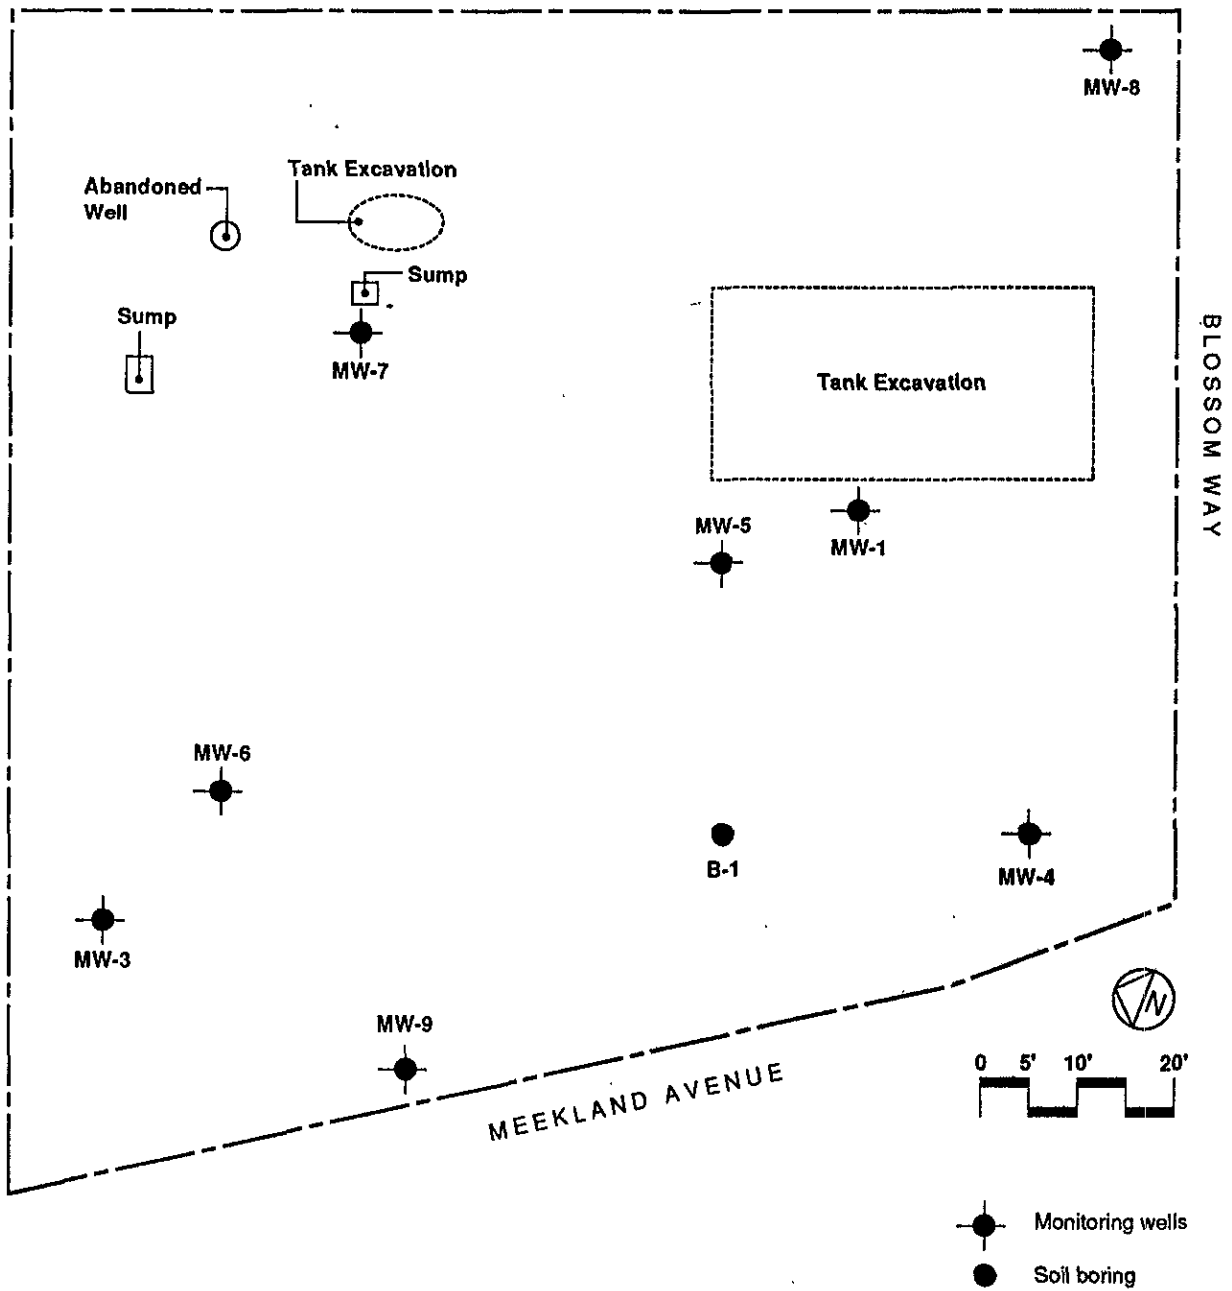 MW-8
Tank Excavation
Abandoned
Well
Sump
Sump
MW-7
Tank Excavation
BLOSSOM WAY
MW-5
MW-1
MW-6
B-1
MW-4
MW-3
MW-9
MEEKLAND AVENUE
N
0 5' 10' 20'
Monitoring wells
Soil boring